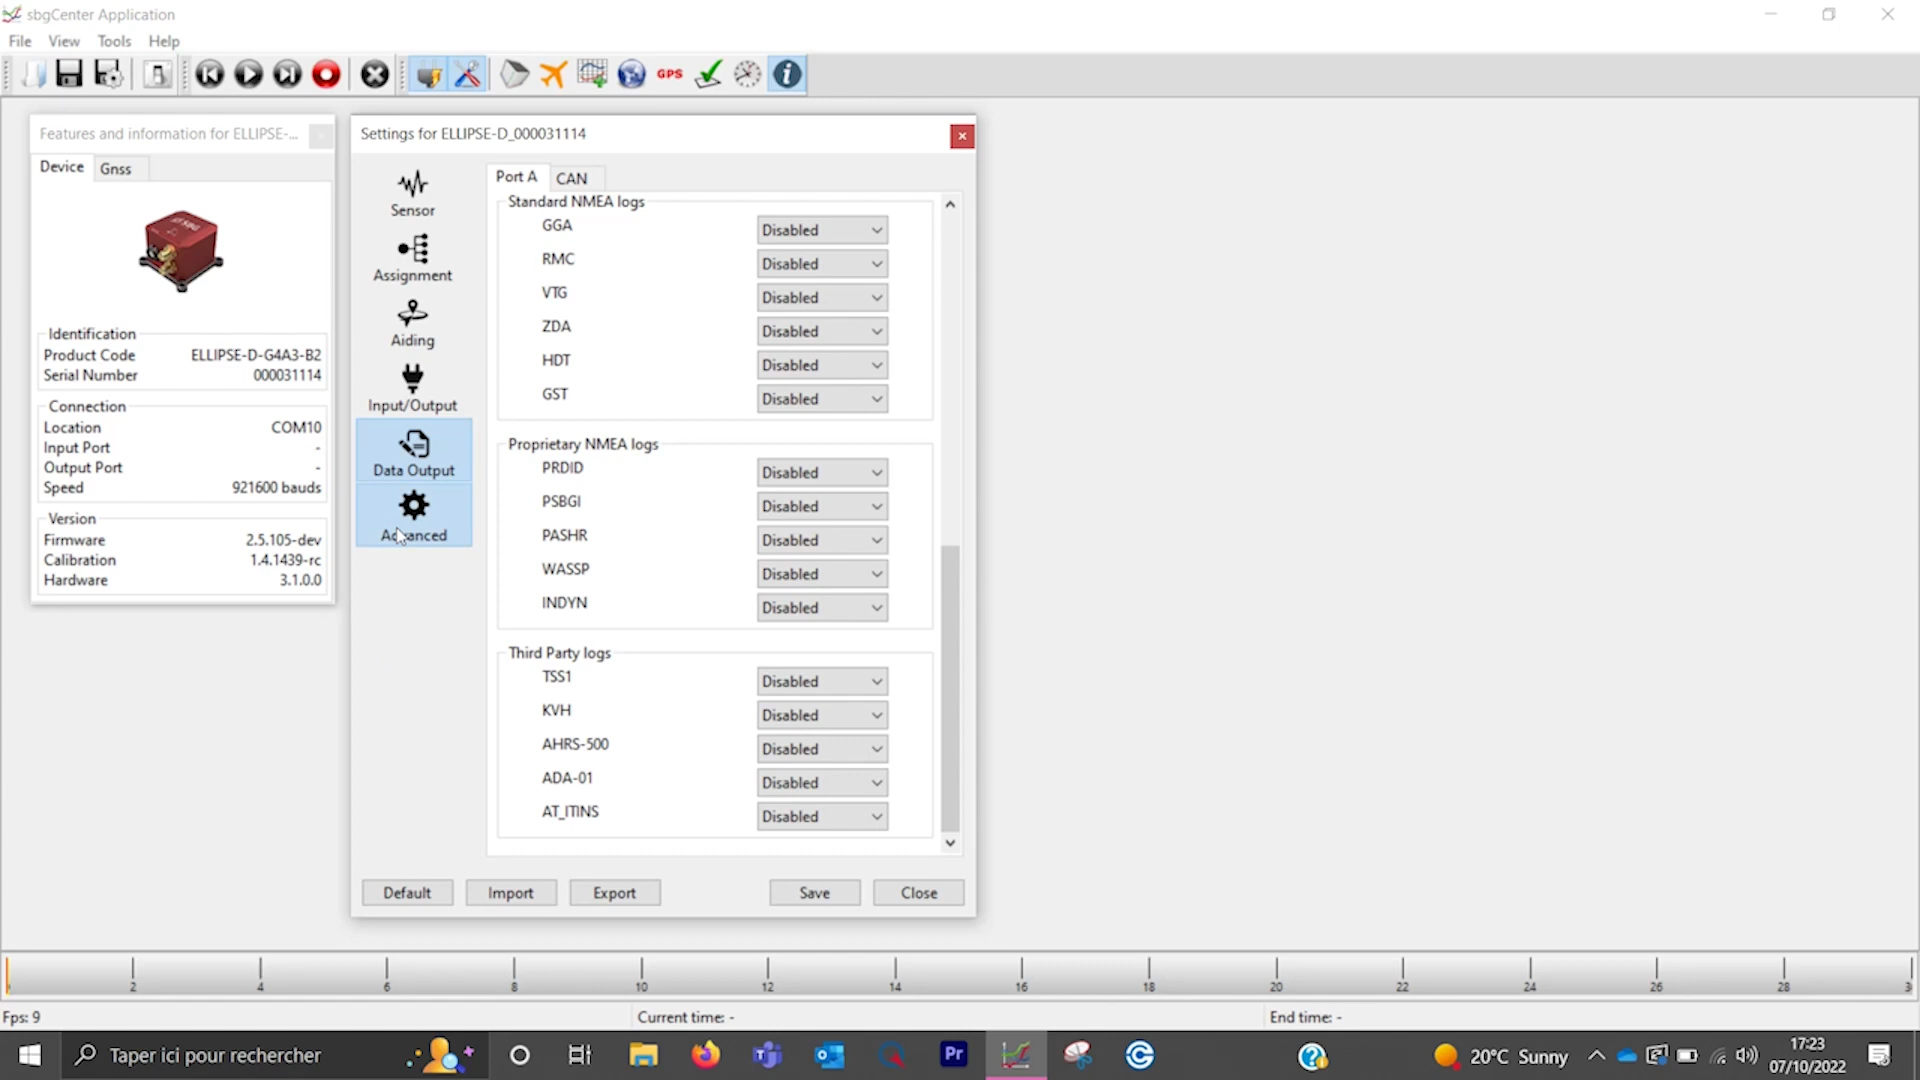 sbgCenter Application
File View Tools Help
GPS
Features and information for ELLIPSE-...
Device Gnss
SBG
Identification
Product Code ELLIPSE-D-G4A3-B2
Serial Number 000031114
Connection
Location COM10
Input Port -
Output Port -
Speed 921600 bauds
Version
Firmware 2.5.105-dev
Calibration 1.4.1439-rc
Hardware 3.1.0.0
Settings for ELLIPSE-D_000031114
Sensor
Assignment
Aiding
Input/Output
Data Output
Advanced
Port A CAN
Standard NMEA logs
GGA Disabled
RMC Disabled
VTG Disabled
ZDA Disabled
HDT Disabled
GST Disabled
Proprietary NMEA logs
PRDID Disabled
PSBGI Disabled
PASHR Disabled
WASSP Disabled
INDYN Disabled
Third Party logs
TSS1 Disabled
KVH Disabled
AHRS-500 Disabled
ADA-01 Disabled
AT_ITINS Disabled
Default Import Export Save Close
2 4 6 8 10 12 14 16 18 20 22 24 26 28
Fps: 9 Current time: - End time: -
Taper ici pour rechercher
Pr
20°C Sunny
17:23
07/10/2022